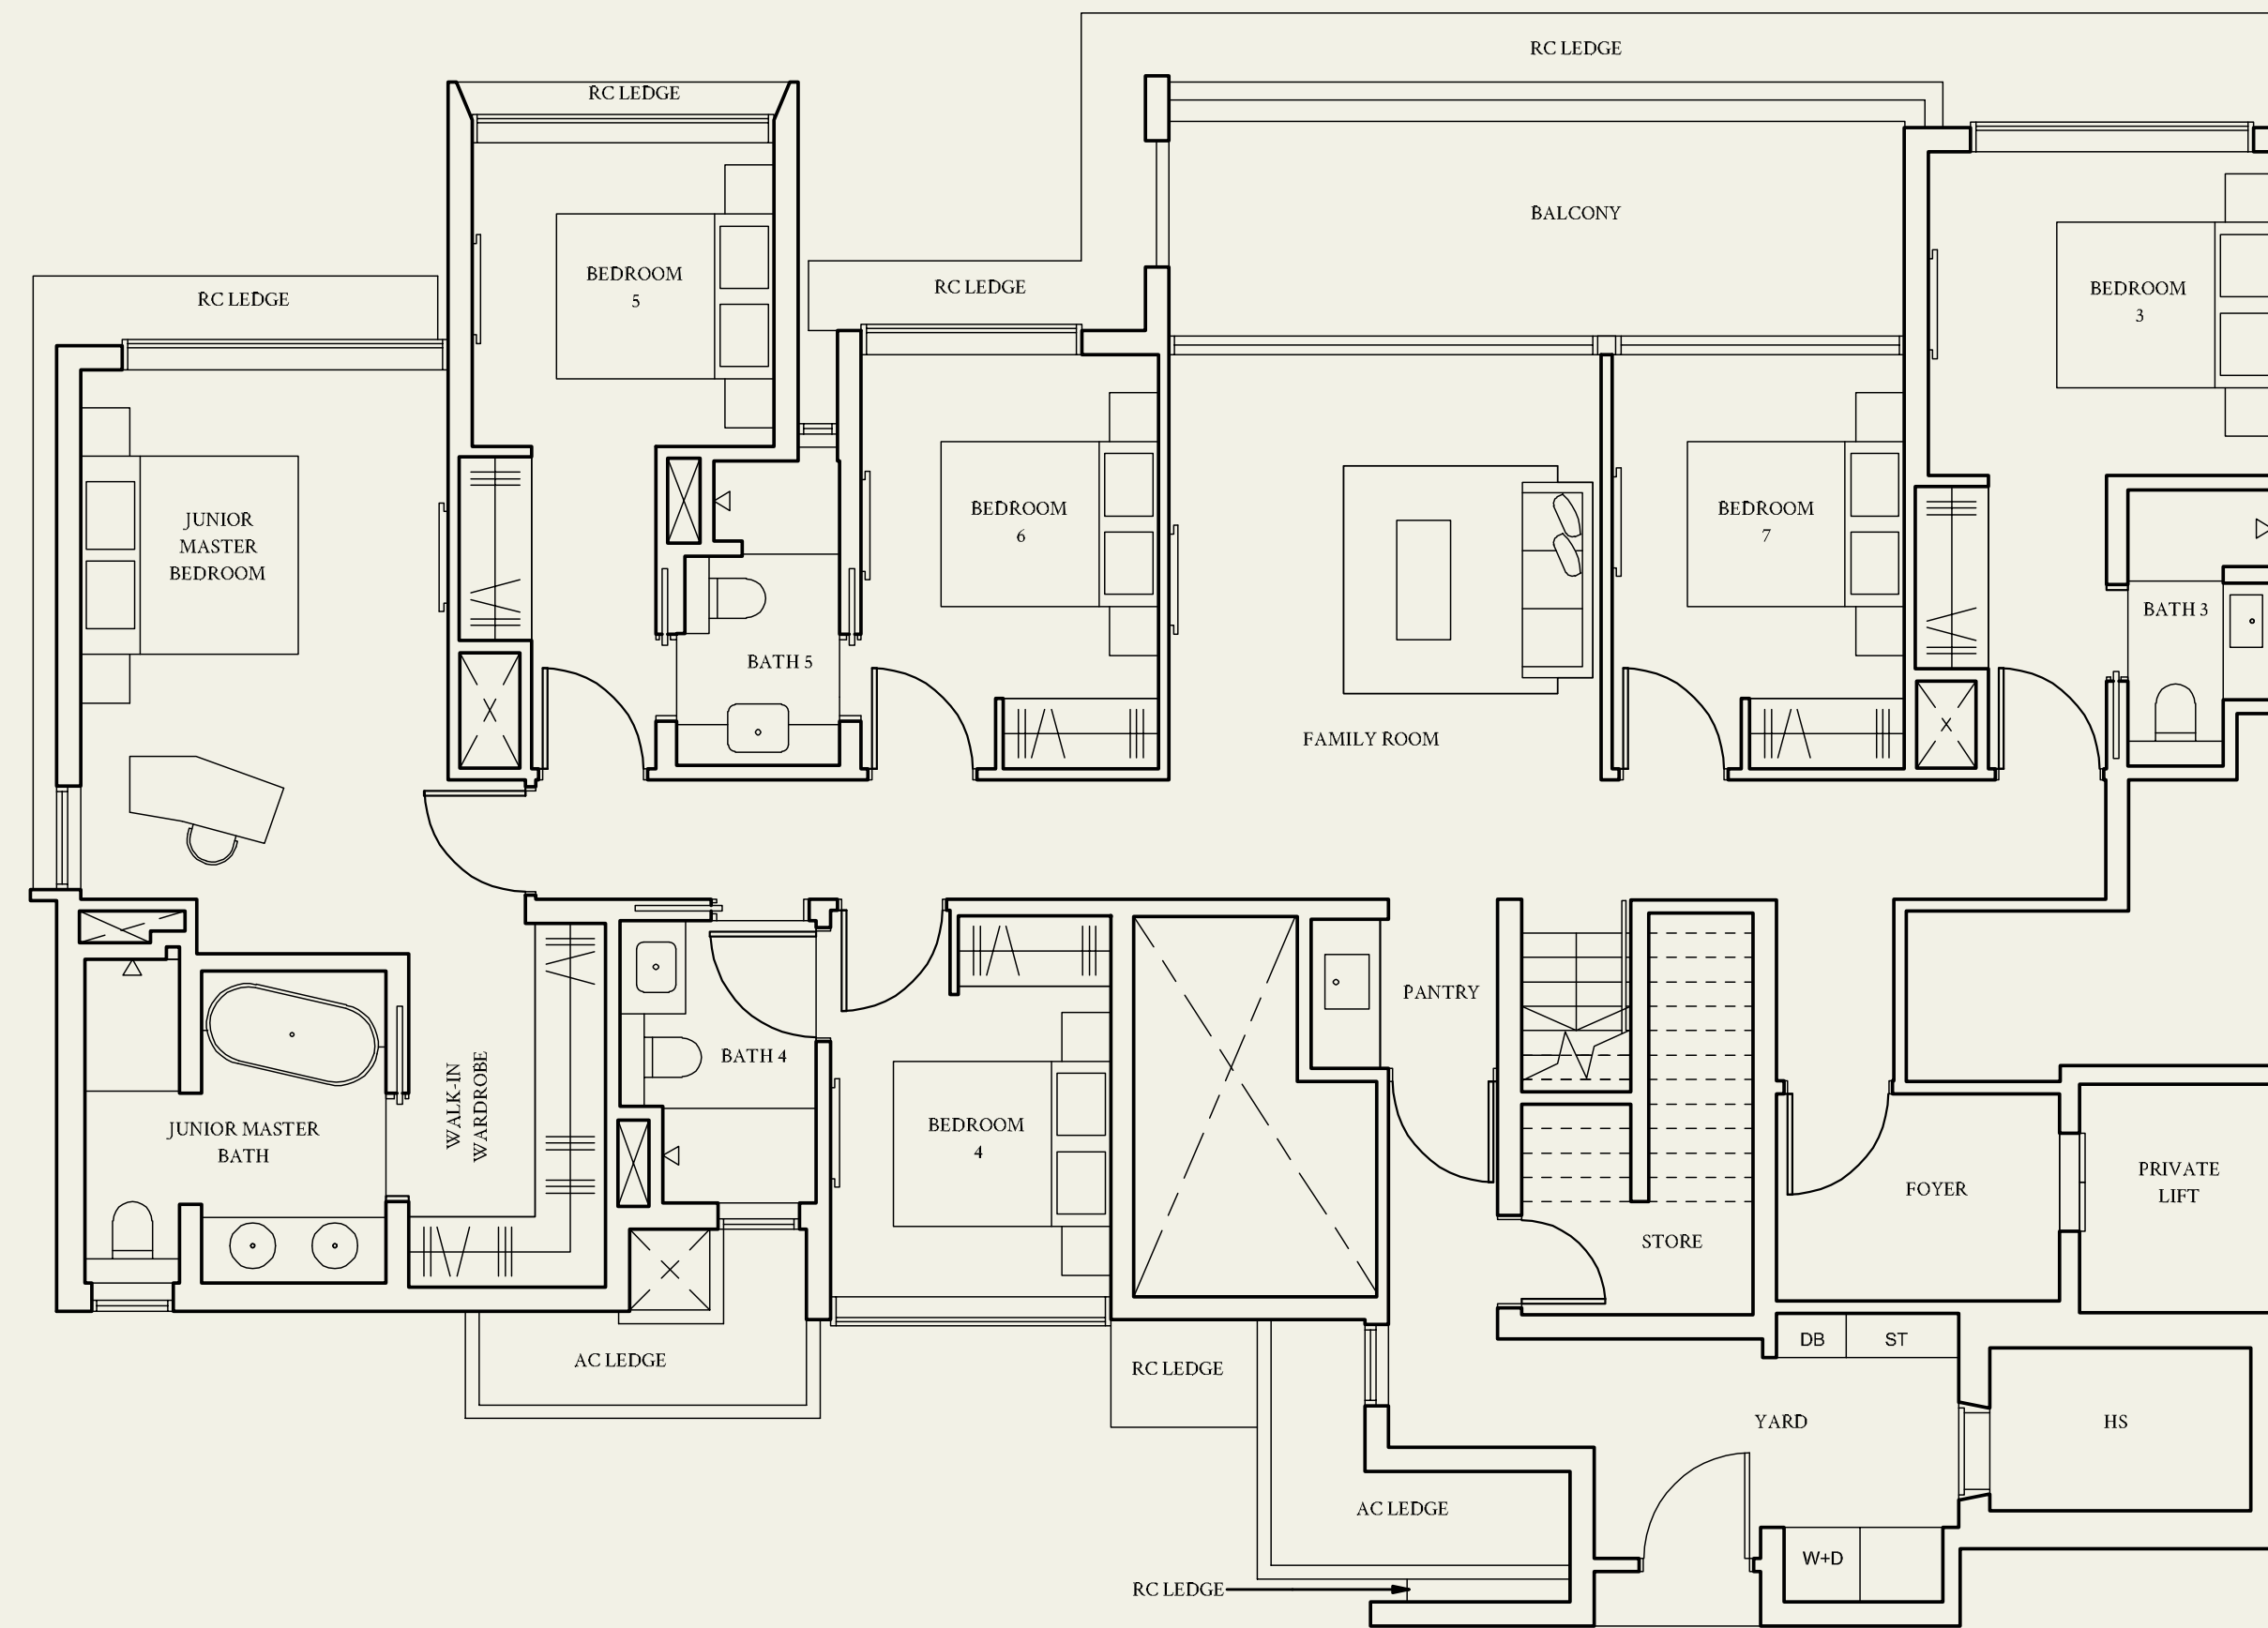 RC LEDGE
RC LEDGE
BALCONY
BEDROOM
5
RC LEDGE
BEDROOM
3
RC LEDGE
JUNIOR
MASTER
BEDROOM
BEDROOM
6
BEDROOM
7
BATH 3
BATH 5
FAMILY ROOM
PANTRY
BATH 4
WALK-IN
WARDROBE
BEDROOM
4
JUNIOR MASTER
BATH
PRIVATE
LIFT
FOYER
STORE
DB
ST
AC LEDGE
RC LEDGE
YARD
HS
AC LEDGE
W+D
RC LEDGE